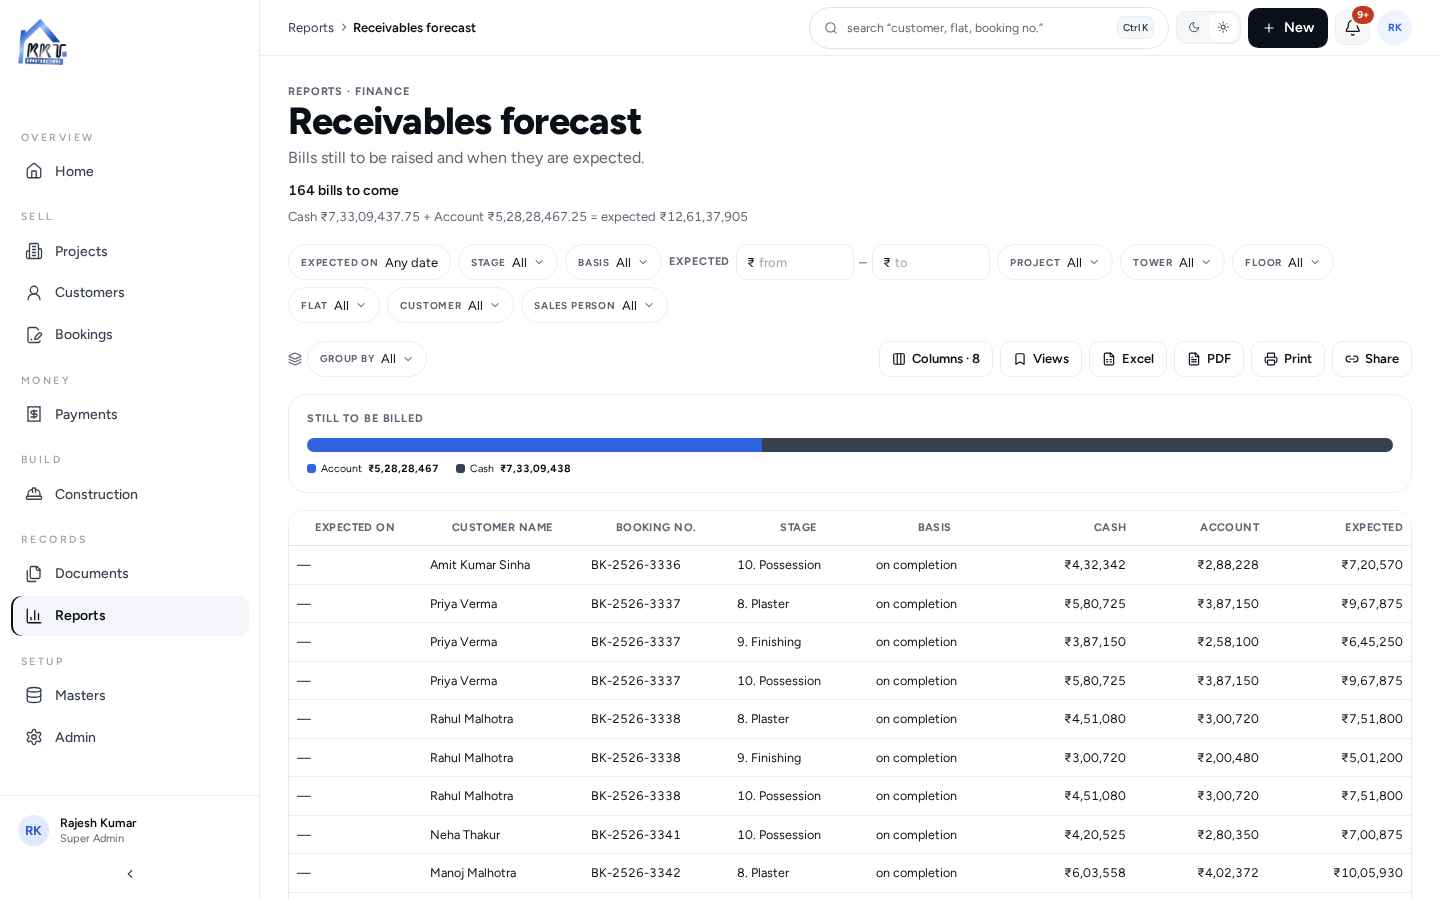 RKT
CONSTRUCTIONS
OVERVIEW
Home
SELL
Projects
Customers
Bookings
MONEY
Payments
BUILD
Construction
RECORDS
Documents
Reports
SETUP
Masters
Admin
RK
Rajesh Kumar
Super Admin
Reports > Receivables forecast
search “customer, flat, booking no.”
Ctrl K
+ New
9+
RK
REPORTS · FINANCE
Receivables forecast
Bills still to be raised and when they are expected.
164 bills to come
Cash ₹7,33,09,437.75 + Account ₹5,28,28,467.25 = expected ₹12,61,37,905
EXPECTED ON Any date STAGE All BASIS All EXPECTED ₹ from – ₹ to PROJECT All TOWER All FLOOR All
FLAT All CUSTOMER All SALES PERSON All
GROUP BY All Columns · 8 Views Excel PDF Print Share
STILL TO BE BILLED
Account ₹5,28,28,467 Cash ₹7,33,09,438
EXPECTED ON CUSTOMER NAME BOOKING NO. STAGE BASIS CASH ACCOUNT EXPECTED
— Amit Kumar Sinha BK-2526-3336 10. Possession on completion ₹4,32,342 ₹2,88,228 ₹7,20,570
— Priya Verma BK-2526-3337 8. Plaster on completion ₹5,80,725 ₹3,87,150 ₹9,67,875
— Priya Verma BK-2526-3337 9. Finishing on completion ₹3,87,150 ₹2,58,100 ₹6,45,250
— Priya Verma BK-2526-3337 10. Possession on completion ₹5,80,725 ₹3,87,150 ₹9,67,875
— Rahul Malhotra BK-2526-3338 8. Plaster on completion ₹4,51,080 ₹3,00,720 ₹7,51,800
— Rahul Malhotra BK-2526-3338 9. Finishing on completion ₹3,00,720 ₹2,00,480 ₹5,01,200
— Rahul Malhotra BK-2526-3338 10. Possession on completion ₹4,51,080 ₹3,00,720 ₹7,51,800
— Neha Thakur BK-2526-3341 10. Possession on completion ₹4,20,525 ₹2,80,350 ₹7,00,875
— Manoj Malhotra BK-2526-3342 8. Plaster on completion ₹6,03,558 ₹4,02,372 ₹10,05,930